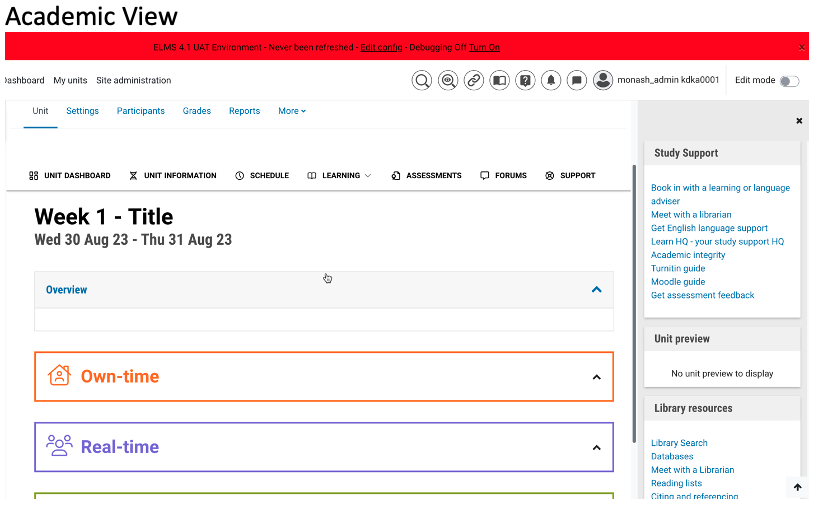 Academic View
ELMS 4.1 UAT Environment - Never been refreshed - Edit config - Debugging Off Turn On
Dashboard My units Site administration
monash_admin kdka0001
Edit mode
Unit Settings Participants Grades Reports More
UNIT DASHBOARD UNIT INFORMATION SCHEDULE LEARNING ASSESSMENTS FORUMS SUPPORT
Week 1 - Title
Wed 30 Aug 23 - Thu 31 Aug 23
Overview
Own-time
Real-time
Study Support
Book in with a learning or language
adviser
Meet with a librarian
Get English language support
Learn HQ - your study support HQ
Academic integrity
Turnitin guide
Moodle guide
Get assessment feedback
Unit preview
No unit preview to display
Library resources
Library Search
Databases
Meet with a Librarian
Reading lists
Citing and referencing